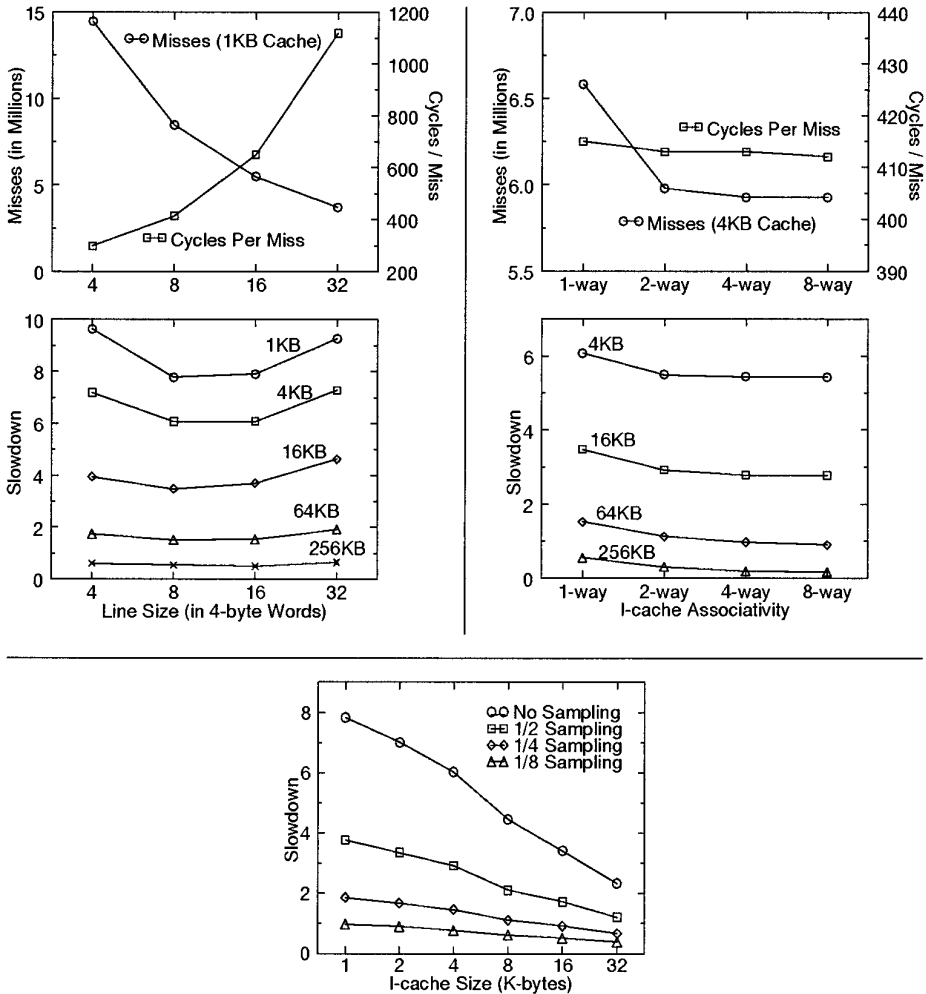 15
10
5
0
Misses (in Millions)
Misses (1KB Cache)
Cycles Per Miss
1200
1000
800
600
400
200
Cycles / Miss
4 8 16 32
10
8
6
4
2
0
Slowdown
1KB
4KB
16KB
64KB
256KB
4 8 16 32
Line Size (in 4-byte Words)
7.0
6.5
6.0
5.5
Misses (in Millions)
Cycles Per Miss
Misses (4KB Cache)
440
430
420
410
400
390
Cycles / Miss
1-way 2-way 4-way 8-way
6
4
2
0
Slowdown
4KB
16KB
64KB
256KB
1-way 2-way 4-way 8-way
I-cache Associativity
8
6
4
2
0
Slowdown
No Sampling
1/2 Sampling
1/4 Sampling
1/8 Sampling
1 2 4 8 16 32
I-cache Size (K-bytes)